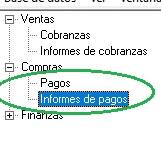 Ventas
Cobranzas
Informes de cobranzas
Compras
Pagos
Informes de pagos
Finanzas